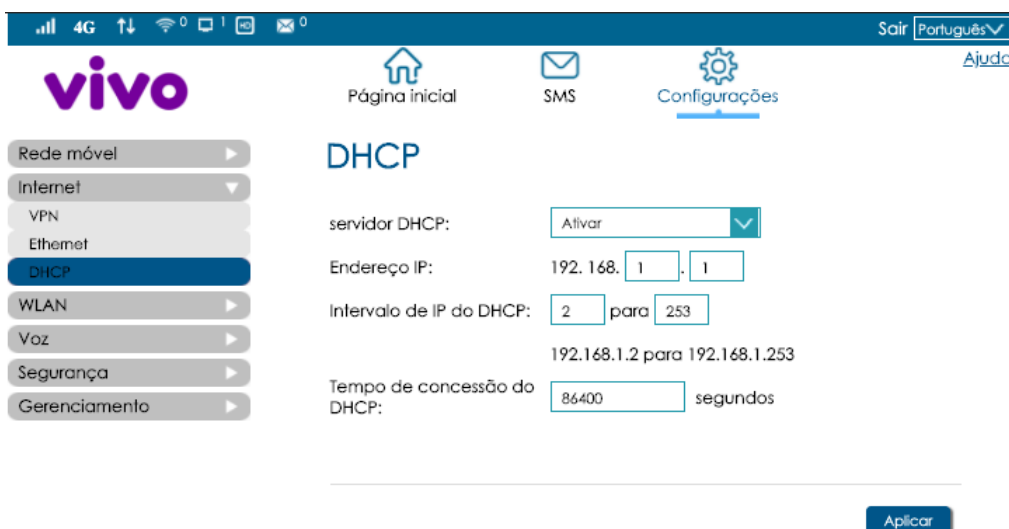 4G 0 1 HD 0 Sair Português
Ajuda
vivo
Página inicial SMS Configurações
Rede móvel
Internet
VPN
Ethernet
DHCP
WLAN
Voz
Segurança
Gerenciamento
DHCP
servidor DHCP: Ativar
Endereço IP: 192. 168. 1 . 1
Intervalo de IP do DHCP: 2 para 253
192.168.1.2 para 192.168.1.253
Tempo de concessão do
DHCP: 86400 segundos
Aplicar